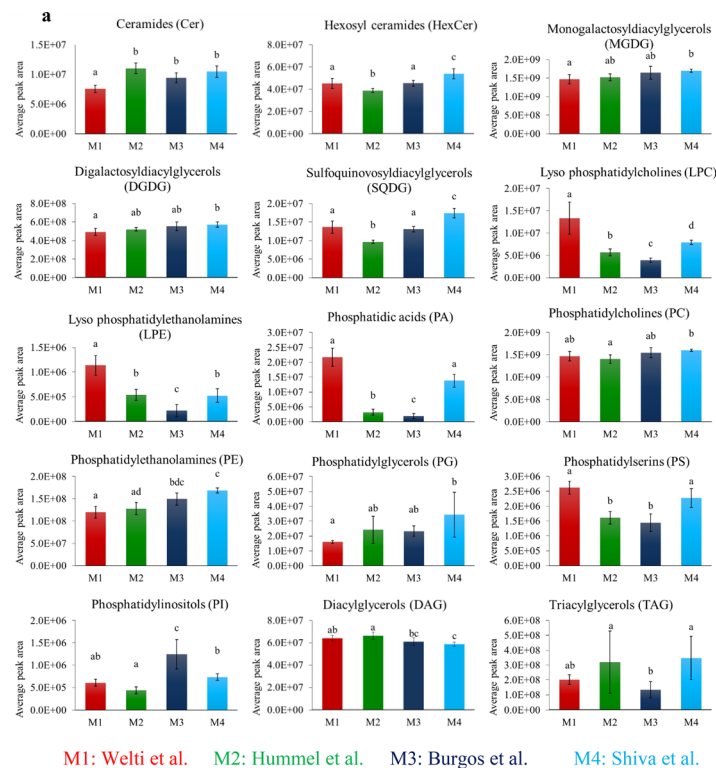 a
Ceramides (Cer)
Average peak area
1.5E+07
1.0E+07
5.0E+06
0.0E+00
a
b
b
b
M1 M2 M3 M4
Hexosyl ceramides (HexCer)
Average peak area
8.0E+07
6.0E+07
4.0E+07
2.0E+07
0.0E+00
a
b
a
c
M1 M2 M3 M4
Monogalactosyldiacylglycerols
(MGDG)
Average peak area
2.0E+09
1.5E+09
1.0E+09
5.0E+08
0.0E+00
a
ab
ab
b
M1 M2 M3 M4
Digalactosyldiacylglycerols
(DGDG)
Average peak area
8.0E+08
6.0E+08
4.0E+08
2.0E+08
0.0E+00
a
ab
ab
b
M1 M2 M3 M4
Sulfoquinovosyldiacylglycerols
(SQDG)
Average peak area
2.0E+07
1.5E+07
1.0E+07
5.0E+06
0.0E+00
a
b
a
c
M1 M2 M3 M4
Lyso phosphatidylcholines (LPC)
Average peak area
2.0E+07
1.5E+07
1.0E+07
5.0E+06
0.0E+00
a
b
c
d
M1 M2 M3 M4
Lyso phosphatidylethanolamines
(LPE)
Average peak area
1.5E+06
1.0E+06
5.0E+05
0.0E+00
a
b
c
b
M1 M2 M3 M4
Phosphatidic acids (PA)
Average peak area
3.0E+07
2.5E+07
2.0E+07
1.5E+07
1.0E+07
5.0E+06
0.0E+00
a
b
c
a
M1 M2 M3 M4
Phosphatidylcholines (PC)
Average peak area
2.0E+09
1.5E+09
1.0E+09
5.0E+08
0.0E+00
ab
a
ab
b
M1 M2 M3 M4
Phosphatidylethanolamines (PE)
Average peak area
2.0E+08
1.5E+08
1.0E+08
5.0E+07
0.0E+00
a
ad
bdc
c
M1 M2 M3 M4
Phosphatidylglycerols (PG)
Average peak area
6.0E+07
5.0E+07
4.0E+07
3.0E+07
2.0E+07
1.0E+07
0.0E+00
a
ab
ab
b
M1 M2 M3 M4
Phosphatidylserins (PS)
Average peak area
3.0E+06
2.5E+06
2.0E+06
1.5E+06
1.0E+06
5.0E+05
0.0E+00
a
b
b
a
M1 M2 M3 M4
Phosphatidylinositols (PI)
Average peak area
2.0E+06
1.5E+06
1.0E+06
5.0E+05
0.0E+00
ab
a
c
b
M1 M2 M3 M4
Diacylglycerols (DAG)
Average peak area
8.0E+07
6.0E+07
4.0E+07
2.0E+07
0.0E+00
ab
a
bc
c
M1 M2 M3 M4
Triacylglycerols (TAG)
Average peak area
6.0E+08
5.0E+08
4.0E+08
3.0E+08
2.0E+08
1.0E+08
0.0E+00
ab
a
b
a
M1 M2 M3 M4
M1: Welti et al. M2: Hummel et al. M3: Burgos et al. M4: Shiva et al.